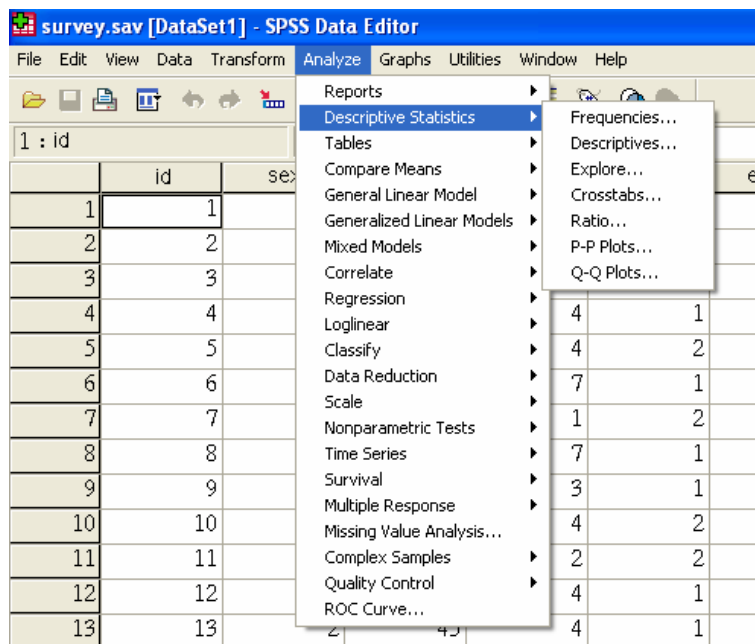 survey.sav [DataSet1] - SPSS Data Editor
File Edit View Data Transform Analyze Graphs Utilities Window Help
1 : id
id
1 1
2 2
3 3
4 4 4 1
5 5 4 2
6 6 7 1
7 7 1 2
8 8 7 1
9 9 3 1
10 10 4 2
11 11 2 2
12 12 4 1
13 13 4 1
Reports
Descriptive Statistics
Tables
Compare Means
General Linear Model
Generalized Linear Models
Mixed Models
Correlate
Regression
Loglinear
Classify
Data Reduction
Scale
Nonparametric Tests
Time Series
Survival
Multiple Response
Missing Value Analysis...
Complex Samples
Quality Control
ROC Curve...
Frequencies...
Descriptives...
Explore...
Crosstabs...
Ratio...
P-P Plots...
Q-Q Plots...